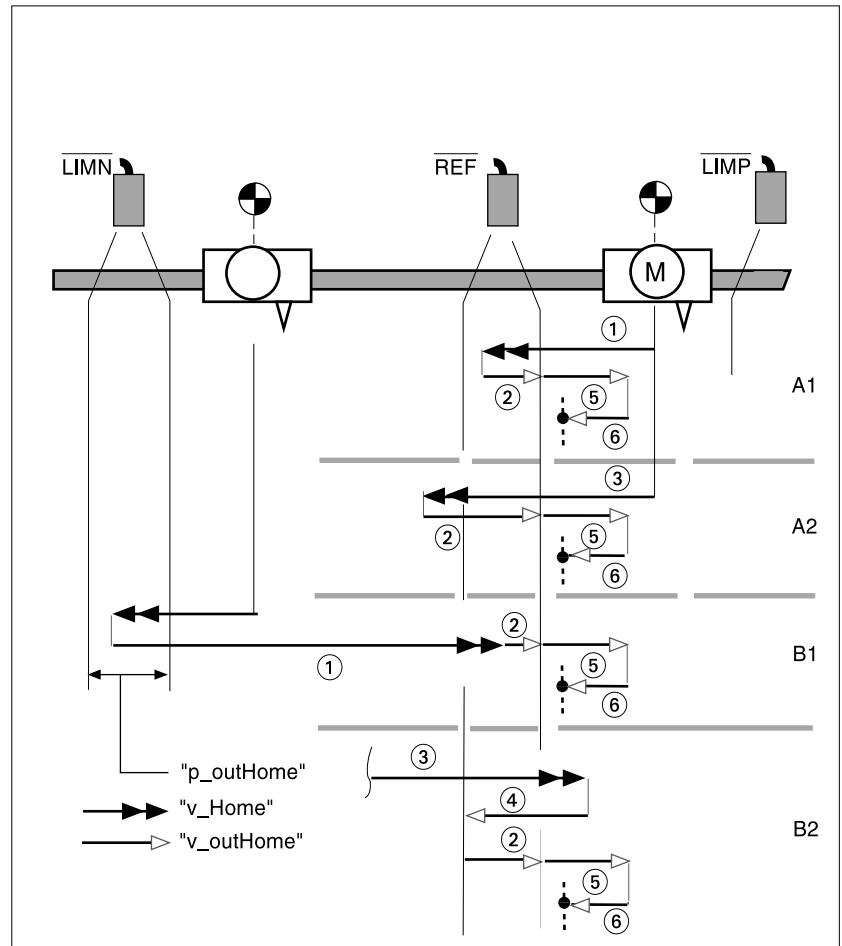 LIMN REF LIMP
M
①
② ⑤ A1
⑥
③
② ⑤ A2
⑥
②
① ⑤ B1
⑥
③
"p_outHome"
"v_Home" ④
"v_outHome" ② B2
⑤
⑥